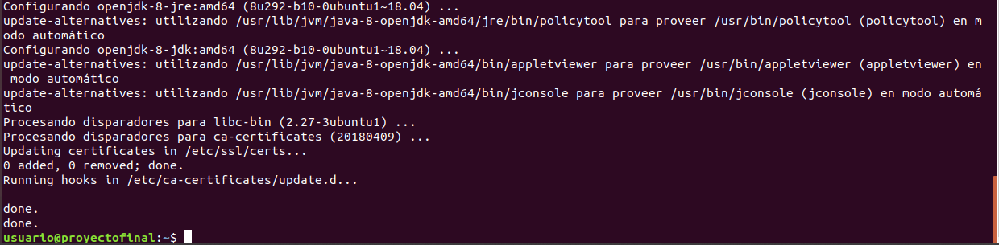 Configurando openjdk-8-jre:amd64 (8u292-b10-0ubuntu1~18.04) ...
update-alternatives: utilizando /usr/lib/jvm/java-8-openjdk-amd64/jre/bin/policytool para proveer /usr/bin/policytool (policytool) en m
odo automático
Configurando openjdk-8-jdk:amd64 (8u292-b10-0ubuntu1~18.04) ...
update-alternatives: utilizando /usr/lib/jvm/java-8-openjdk-amd64/bin/appletviewer para proveer /usr/bin/appletviewer (appletviewer) en
 modo automático
update-alternatives: utilizando /usr/lib/jvm/java-8-openjdk-amd64/bin/jconsole para proveer /usr/bin/jconsole (jconsole) en modo automá
tico
Procesando disparadores para libc-bin (2.27-3ubuntu1) ...
Procesando disparadores para ca-certificates (20180409) ...
Updating certificates in /etc/ssl/certs...
0 added, 0 removed; done.
Running hooks in /etc/ca-certificates/update.d...

done.
done.
usuario@proyectofinal:~$